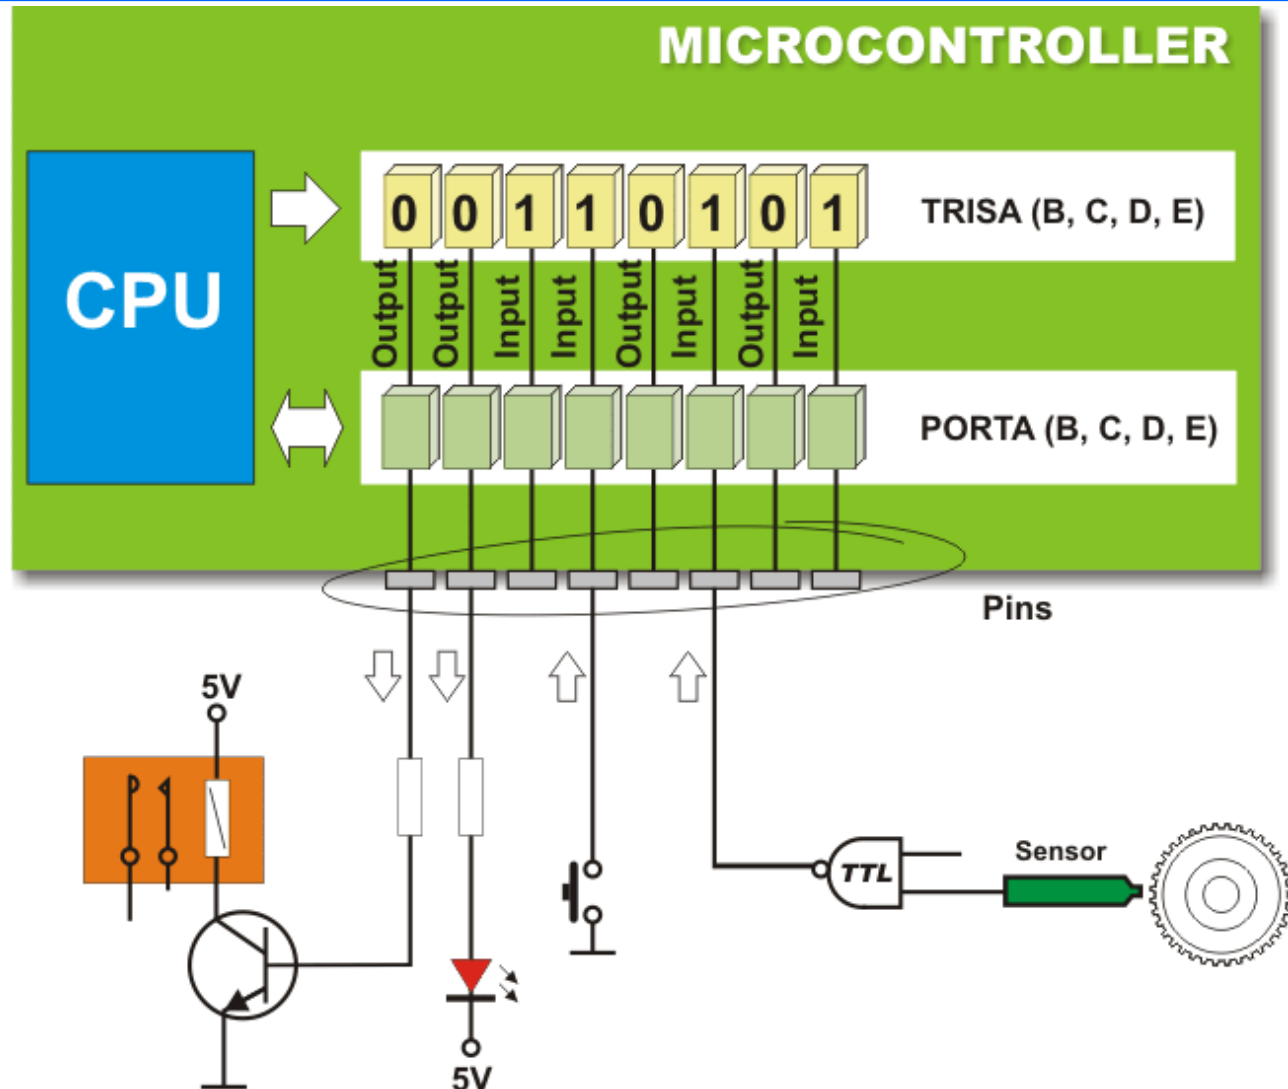 MICROCONTROLLER
CPU
0 0 1 1 0 1 0 1
TRISA (B, C, D, E)
Output
Output
Input
Input
Output
Input
Output
Input
PORTA (B, C, D, E)
Pins
5V
TTL
Sensor
5V